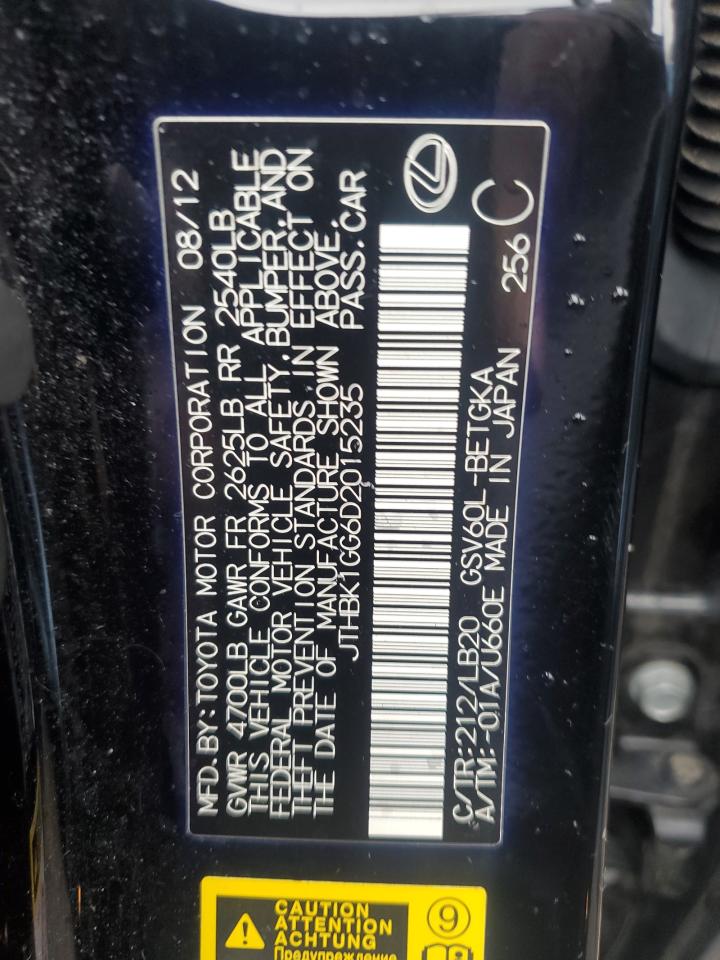 MFD.BY:TOYOTA MOTOR CORPORATION 08/12
GVWR 4700LB GAWR FR 2625LB RR 2540LB
THIS VEHICLE CONFORMS TO ALL APPLICABLE
FEDERAL MOTOR VEHICLE SAFETY,BUMPER,AND
THEFT PREVENTION STANDARDS IN EFFECT ON
THE DATE OF MANUFACTURE SHOWN ABOVE.
JTHBK1GG6D2015235 PASS.CAR
C/TR:212/LB20 GSV60L-BETGKA
A/TM:-01A/U660E MADE IN JAPAN 256 C
CAUTION
ATTENTION
ACHTUNG
Предупреждение
9